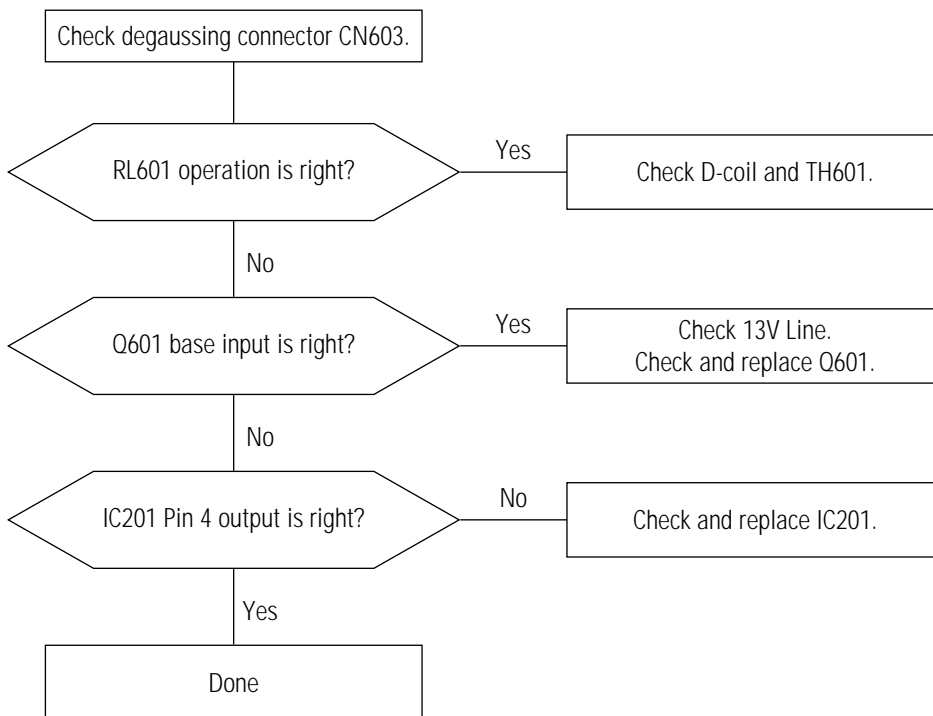 Check degaussing connector CN603.
RL601 operation is right?
Yes
Check D-coil and TH601.
No
Q601 base input is right?
Yes
Check 13V Line.
Check and replace Q601.
No
IC201 Pin 4 output is right?
No
Check and replace IC201.
Yes
Done